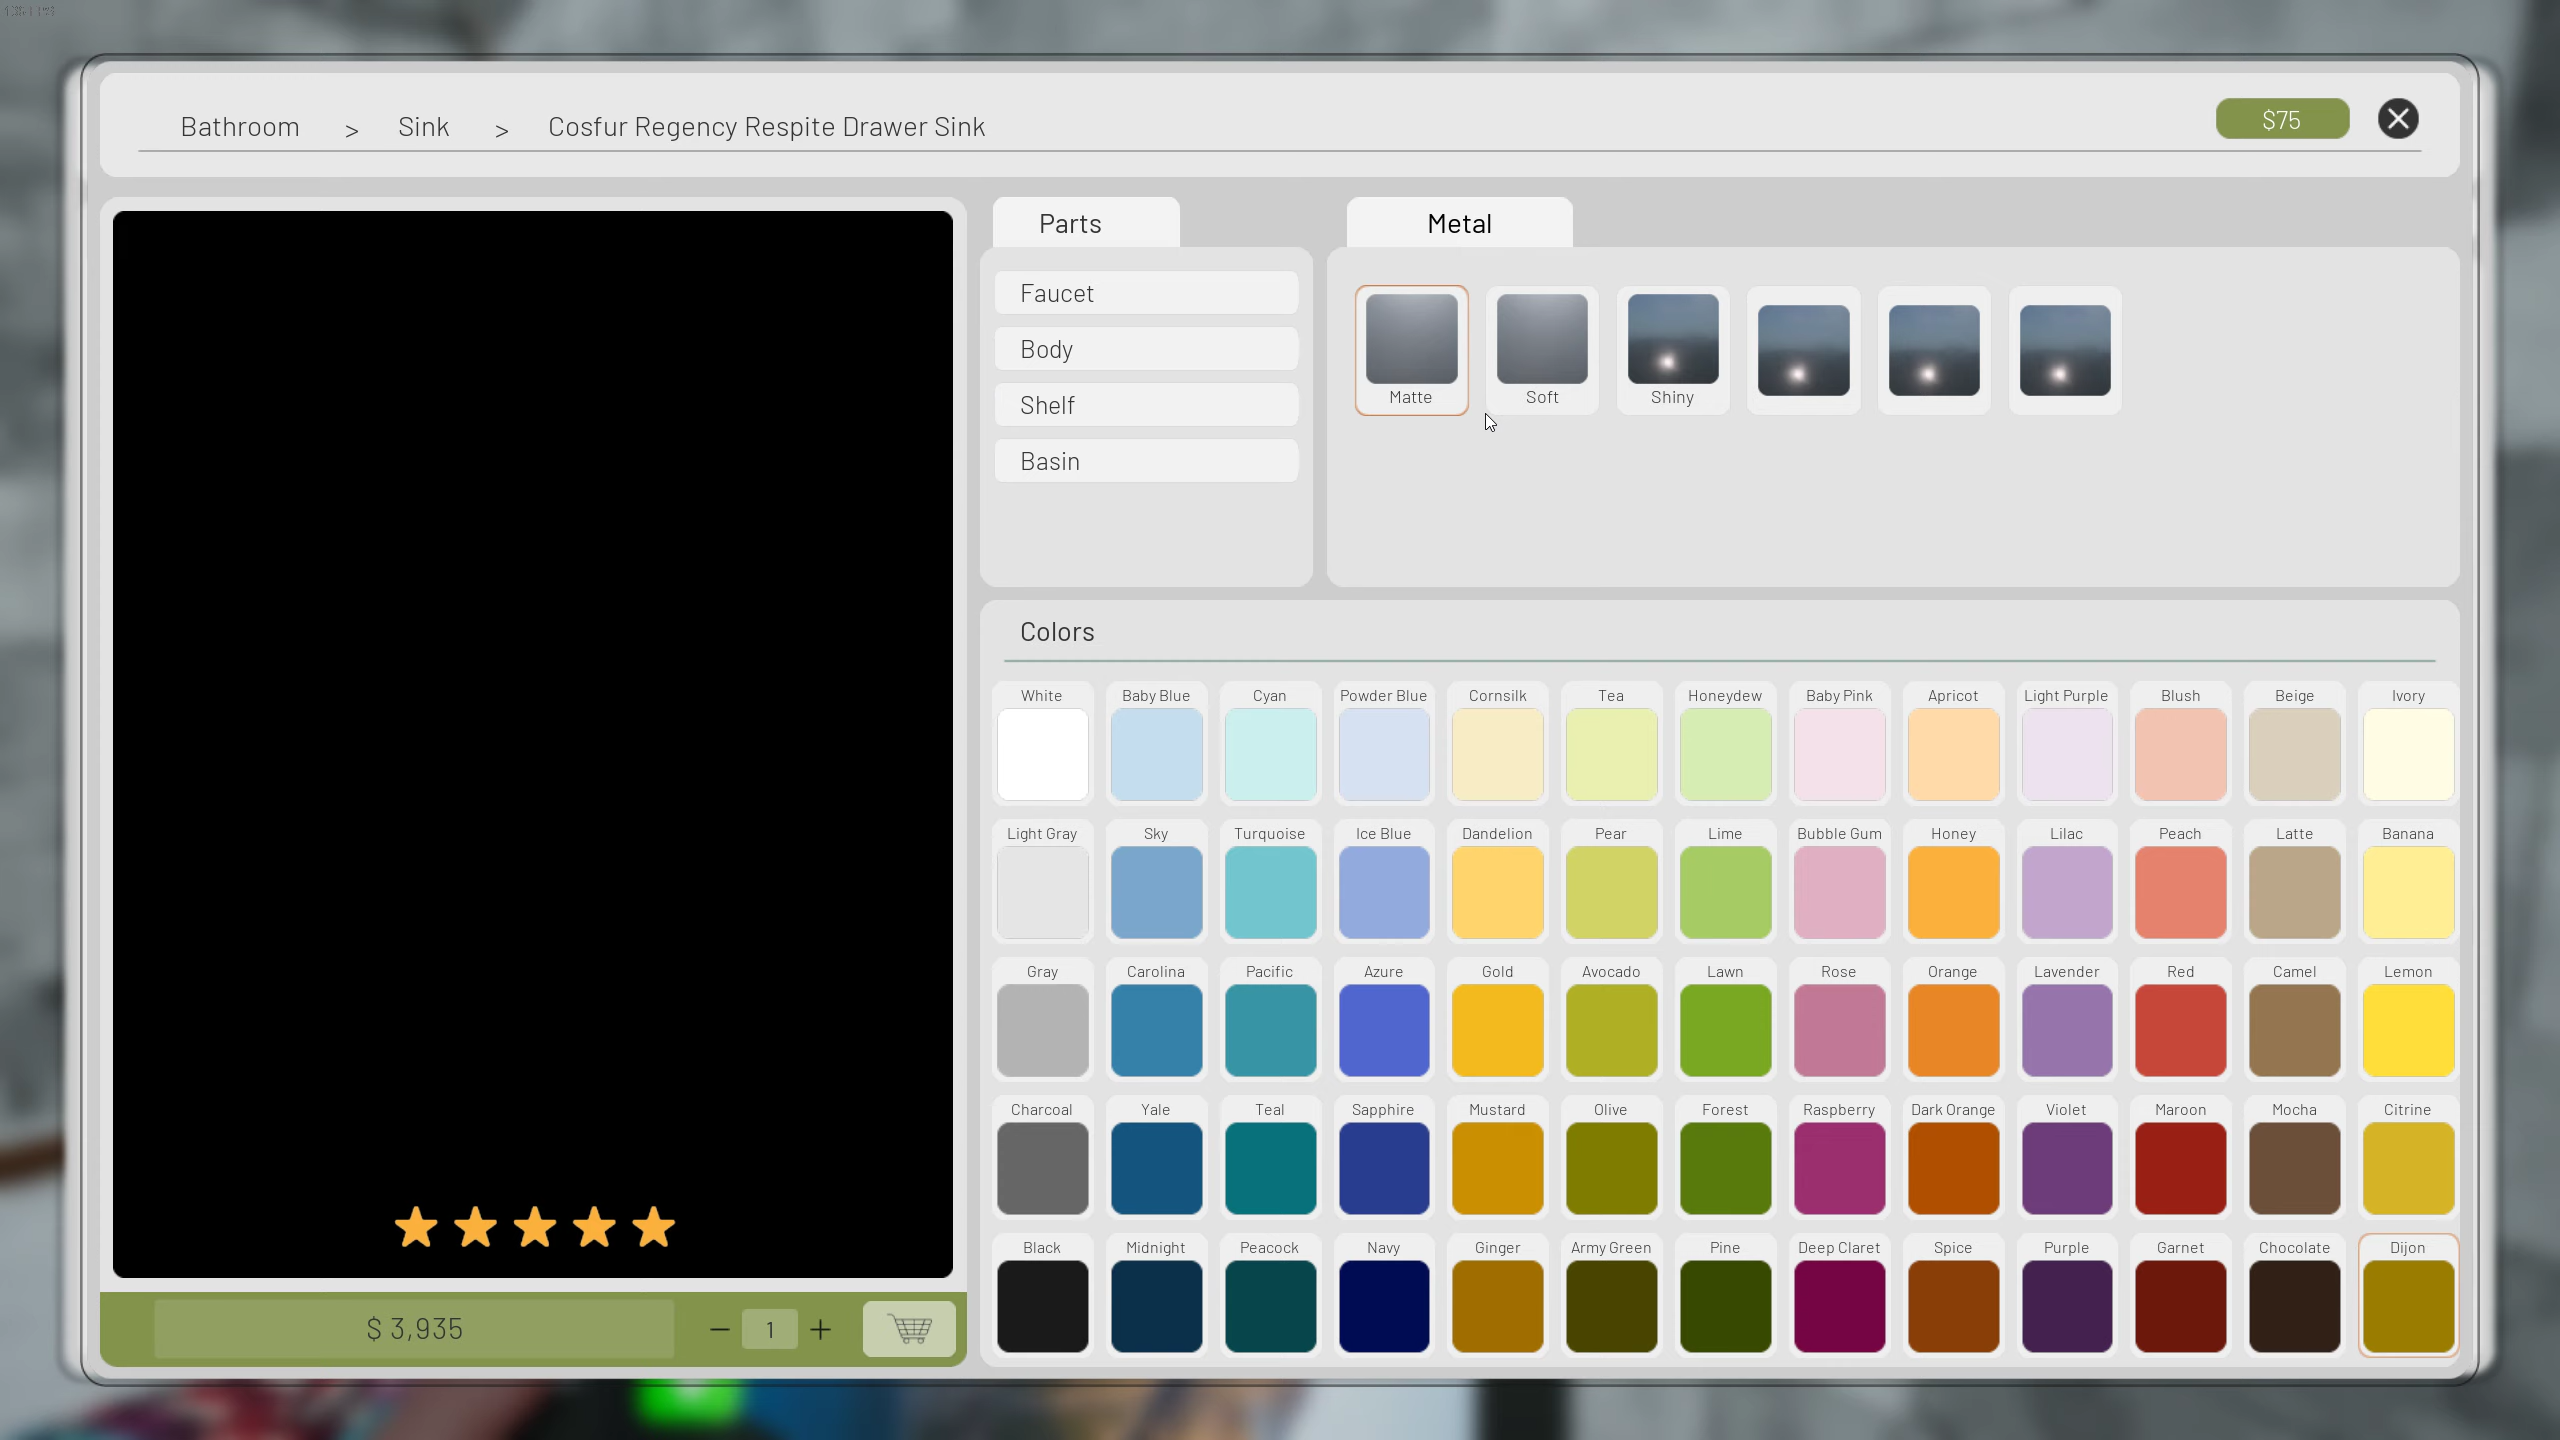 Bathroom > Sink > Cosfur Regency Respite Drawer Sink
$75
Parts
Metal
Faucet
Body
Shelf
Basin
Matte Soft Shiny
Colors
White Baby Blue Cyan Powder Blue Cornsilk Tea Honeydew Baby Pink Apricot Light Purple Blush Beige Ivory
Light Gray Sky Turquoise Ice Blue Dandelion Pear Lime Bubble Gum Honey Lilac Peach Latte Banana
Gray Carolina Pacific Azure Gold Avocado Lawn Rose Orange Lavender Red Camel Lemon
Charcoal Yale Teal Sapphire Mustard Olive Forest Raspberry Dark Orange Violet Maroon Mocha Citrine
Black Midnight Peacock Navy Ginger Army Green Pine Deep Claret Spice Purple Garnet Chocolate Dijon
$ 3,935
− 1 +